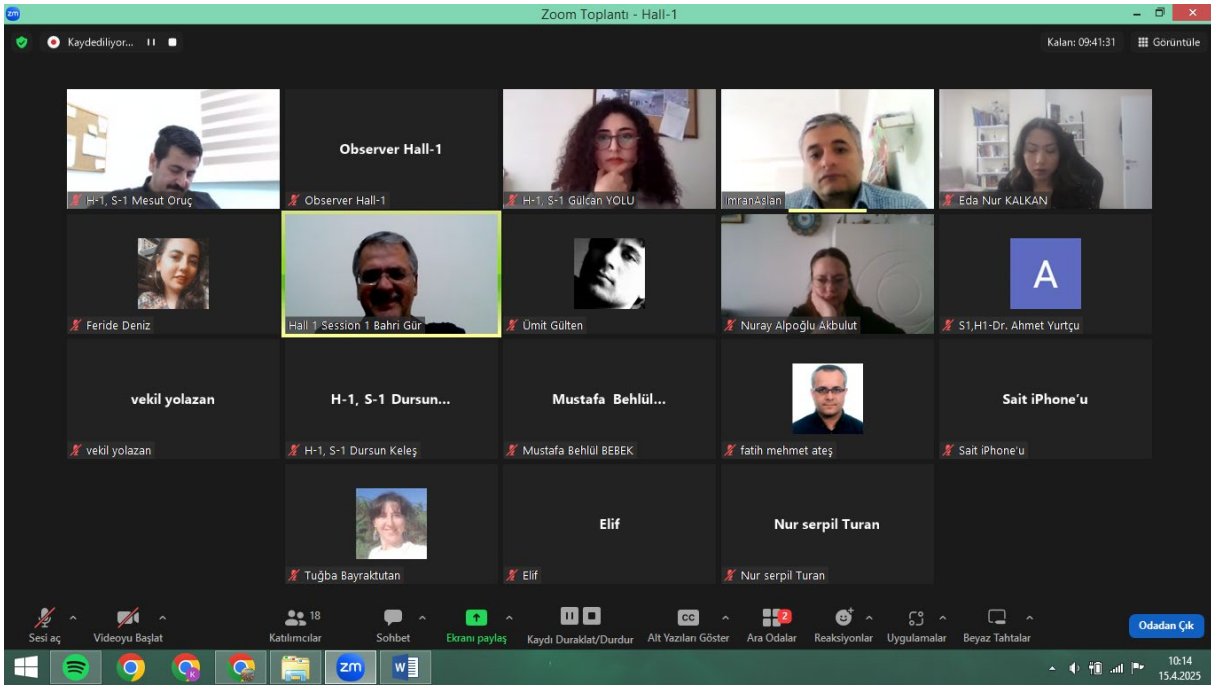 zm
Zoom Toplantı - Hall-1
Kaydediliyor...
Kalan: 09:41:31
Görüntüle
H-1, S-1 Mesut Oruç
Observer Hall-1
Observer Hall-1
H-1, S-1 Gülcan YOLU
ImranAslan
Eda Nur KALKAN
Feride Deniz
Hall 1 Session 1 Bahri Gür
Ümit Gülten
Nuray Alpoğlu Akbulut
A
S1,H1-Dr. Ahmet Yurtçu
vekil yolazan
vekil yolazan
H-1, S-1 Dursun...
H-1, S-1 Dursun Keleş
Mustafa Behlül...
Mustafa Behlül BEBEK
fatih mehmet ateş
Sait iPhone'u
Sait iPhone'u
Tuğba Bayraktutan
Elif
Elif
Nur serpil Turan
Nur serpil Turan
Sesi aç
Videoyu Başlat
18
Katılımcılar
Sohbet
Ekranı paylaş
Kaydı Duraklat/Durdur
CC
Alt Yazıları Göster
2
Ara Odalar
Reaksiyonlar
Uygulamalar
Beyaz Tahtalar
Odadan Çık
K
zm
W
10:14
15.4.2025